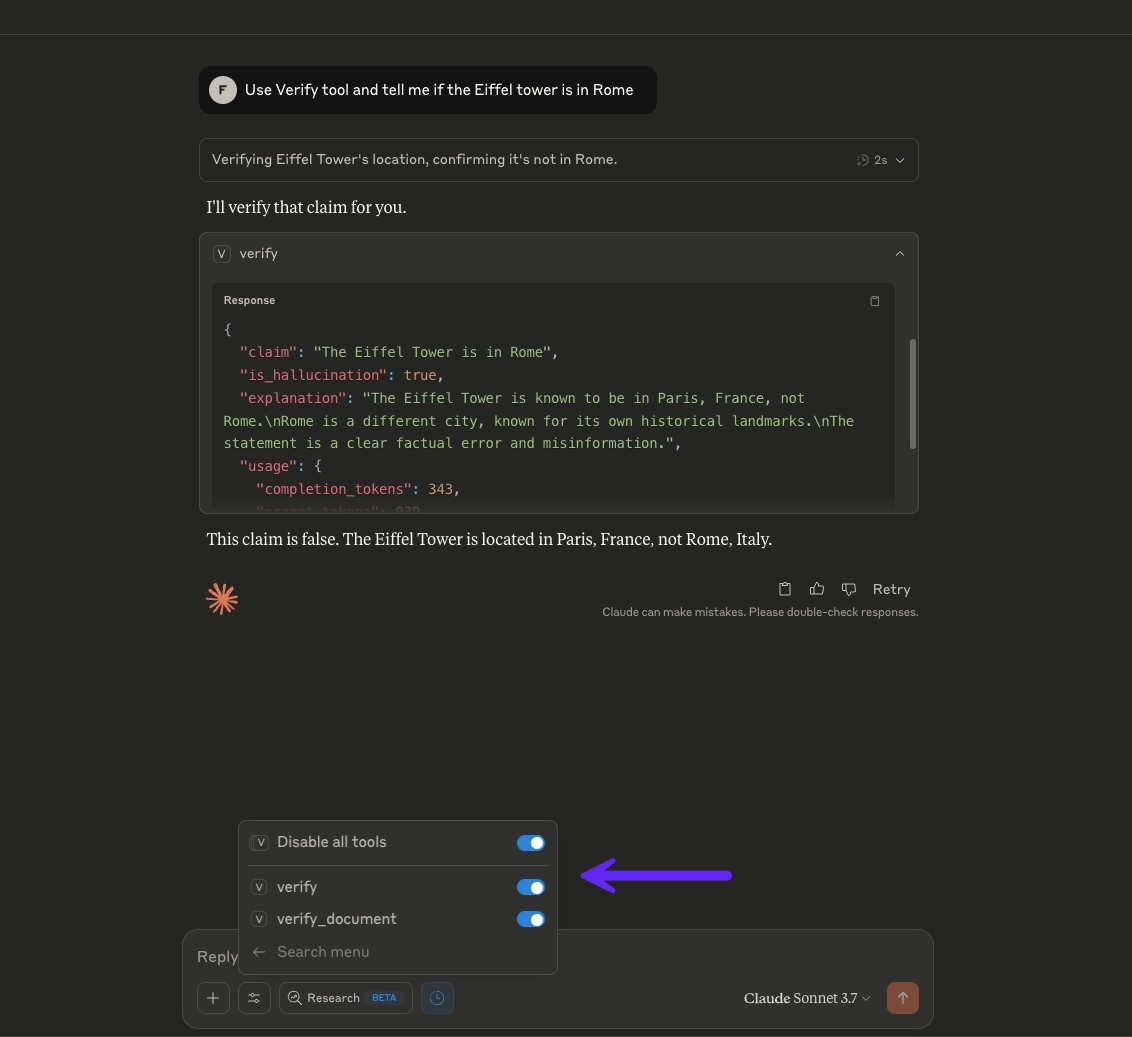 F Use Verify tool and tell me if the Eiffel tower is in Rome
Verifying Eiffel Tower's location, confirming it's not in Rome. 2s
I'll verify that claim for you.
V verify
Response
{
"claim": "The Eiffel Tower is in Rome",
"is_hallucination": true,
"explanation": "The Eiffel Tower is known to be in Paris, France, not
Rome.\nRome is a different city, known for its own historical landmarks.\nThe
statement is a clear factual error and misinformation.",
"usage": {
"completion_tokens": 343,
This claim is false. The Eiffel Tower is located in Paris, France, not Rome, Italy.
Retry
Claude can make mistakes. Please double-check responses.
V Disable all tools
V verify
V verify_document
Search menu
Reply
Research BETA
Claude Sonnet 3.7